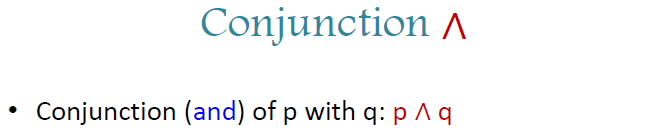 Conjunction ∧
• Conjunction (and) of p with q: p ∧ q